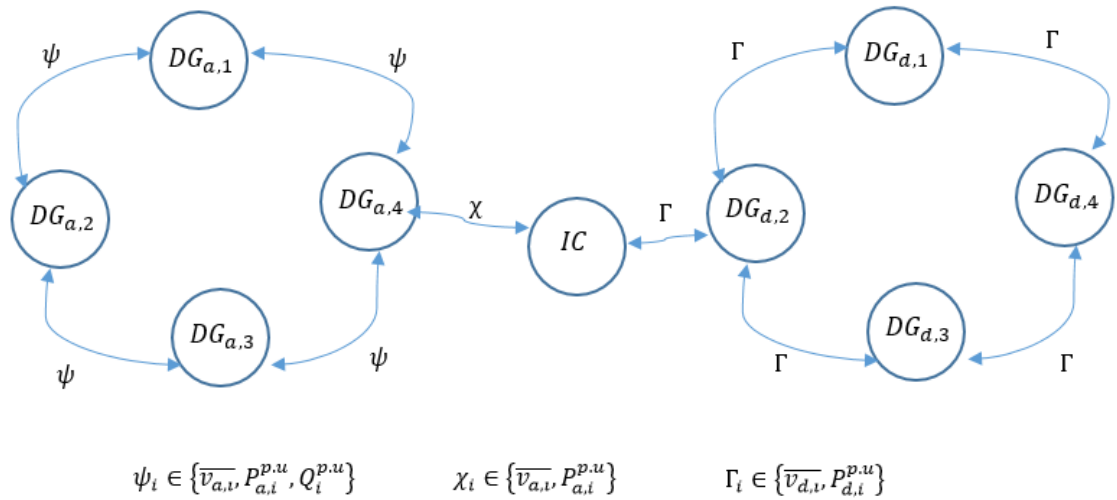 ψ
DG_{a,1}
ψ
Γ
DG_{d,1}
Γ
DG_{a,2}
DG_{a,4}
χ
IC
Γ
DG_{d,2}
DG_{d,4}
ψ
DG_{a,3}
ψ
Γ
DG_{d,3}
Γ
ψ_i ∈ {\overline{v_{a,ι}}, P_{a,i}^{p.u}, Q_i^{p.u}} χ_i ∈ {\overline{v_{a,ι}}, P_{a,i}^{p.u}} Γ_i ∈ {\overline{v_{d,ι}}, P_{d,i}^{p.u}}